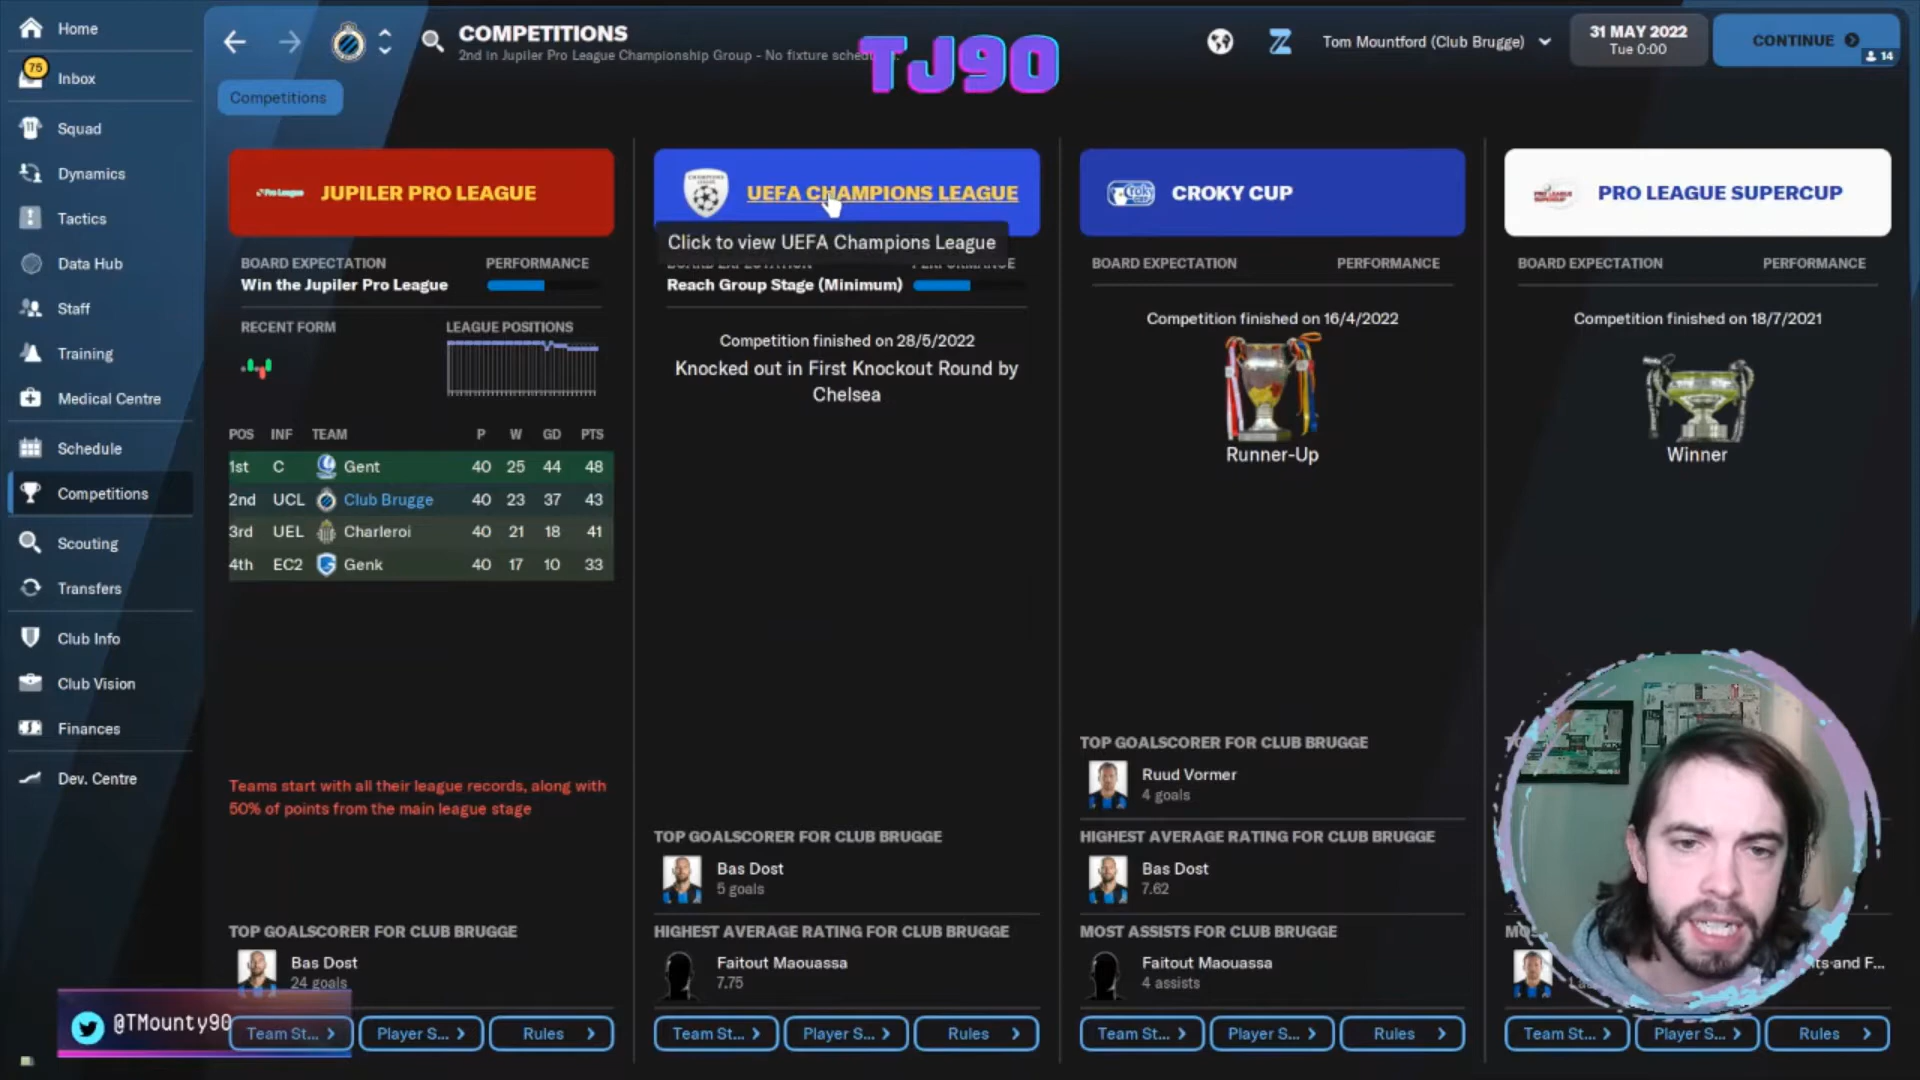 Home
75
Inbox
Squad
Dynamics
Tactics
Data Hub
Staff
Training
Medical Centre
Schedule
Competitions
Scouting
Transfers
Club Info
Club Vision
Finances
Dev. Centre
COMPETITIONS
2nd in Jupiler Pro League Championship Group - No fixture
TJ90
Tom Mountford (Club Brugge)
31 MAY 2022
Tue 0:00
CONTINUE
14
Competitions
JUPILER PRO LEAGUE
BOARD EXPECTATION PERFORMANCE
Win the Jupiler Pro League
RECENT FORM LEAGUE POSITIONS
POS INF TEAM P W GD PTS
1st C Gent 40 25 44 48
2nd UCL Club Brugge 40 23 37 43
3rd UEL Charleroi 40 21 18 41
4th EC2 Genk 40 17 10 33
Teams start with all their league records, along with
50% of points from the main league stage
TOP GOALSCORER FOR CLUB BRUGGE
Bas Dost
24 goals
@TMounty90
Team St... Player S... Rules
UEFA CHAMPIONS LEAGUE
Click to view UEFA Champions League
BOARD EXPECTATION PERFORMANCE
Reach Group Stage (Minimum)
Competition finished on 28/5/2022
Knocked out in First Knockout Round by
Chelsea
TOP GOALSCORER FOR CLUB BRUGGE
Bas Dost
5 goals
HIGHEST AVERAGE RATING FOR CLUB BRUGGE
Faitout Maouassa
7.75
Team St... Player S... Rules
CROKY CUP
BOARD EXPECTATION PERFORMANCE
Competition finished on 16/4/2022
Runner-Up
TOP GOALSCORER FOR CLUB BRUGGE
Ruud Vormer
4 goals
HIGHEST AVERAGE RATING FOR CLUB BRUGGE
Bas Dost
7.62
MOST ASSISTS FOR CLUB BRUGGE
Faitout Maouassa
4 assists
Team St... Player S... Rules
PRO LEAGUE SUPERCUP
BOARD EXPECTATION PERFORMANCE
Competition finished on 18/7/2021
Winner
and F...
Team St... Player S... Rules